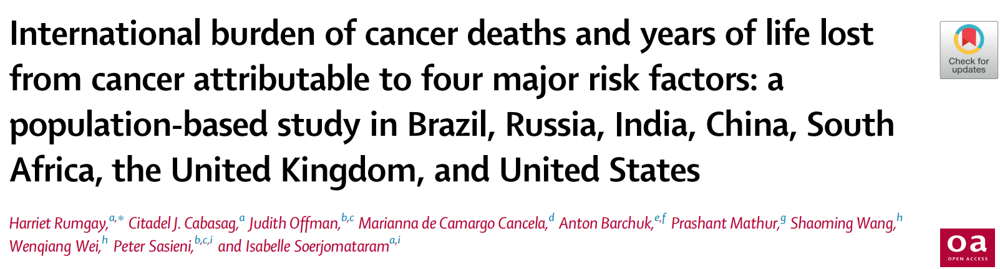 International burden of cancer deaths and years of life lost
from cancer attributable to four major risk factors: a
population-based study in Brazil, Russia, India, China, South
Africa, the United Kingdom, and United States
Check for
updates
Harriet Rumgay,a,* Citadel J. Cabasag,a Judith Offman,b,c Marianna de Camargo Cancela,d Anton Barchuk,e,f Prashant Mathur,g Shaoming Wang,h
Wenqiang Wei,h Peter Sasieni,b,c,i and Isabelle Soerjomatarama,i
oa
OPEN ACCESS